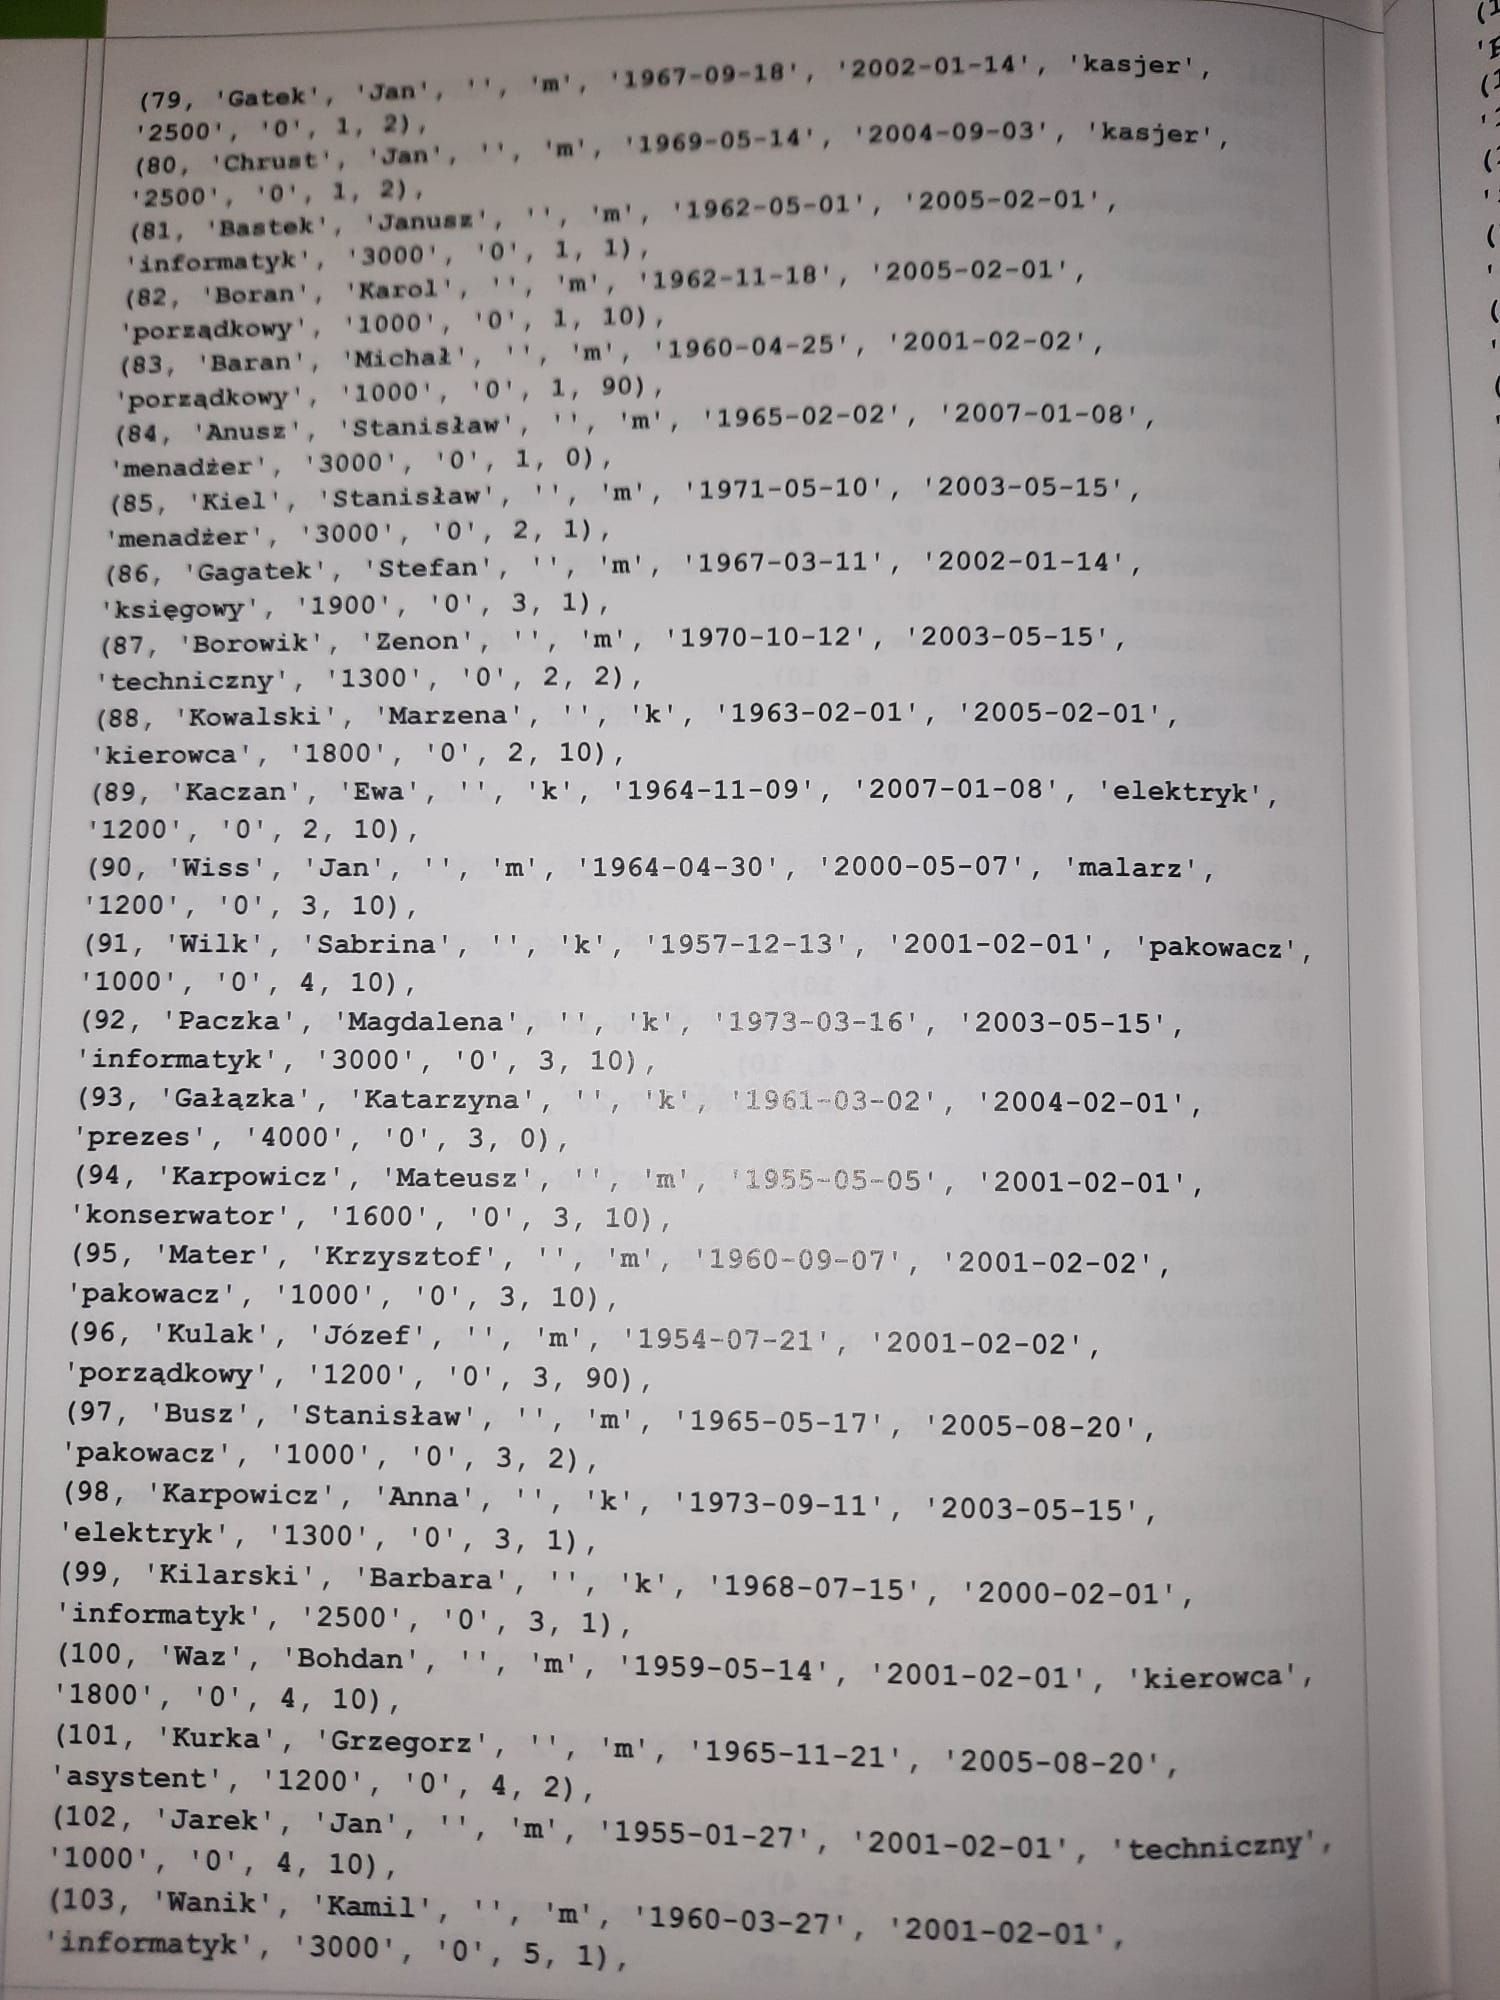 (79, 'Gatek', 'Jan', '', 'm', '1967-09-18', '2002-01-14', 'kasjer',
'2500', '0', 1, 2),
(80, 'Chrust', 'Jan', '', 'm', '1969-05-14', '2004-09-03', 'kasjer',
'2500', '0', 1, 2),
(81, 'Bastek', 'Janusz', '', 'm', '1962-05-01', '2005-02-01',
'informatyk', '3000', '0', 1, 1),
(82, 'Boran', 'Karol', '', 'm', '1962-11-18', '2005-02-01',
'porządkowy', '1000', '0', 1, 10),
(83, 'Baran', 'Michał', '', 'm', '1960-04-25', '2001-02-02',
'porządkowy', '1000', '0', 1, 90),
(84, 'Anusz', 'Stanisław', '', 'm', '1965-02-02', '2007-01-08',
'menadżer', '3000', '0', 1, 0),
(85, 'Kiel', 'Stanisław', '', 'm', '1971-05-10', '2003-05-15',
'menadżer', '3000', '0', 2, 1),
(86, 'Gagatek', 'Stefan', '', 'm', '1967-03-11', '2002-01-14',
'księgowy', '1900', '0', 3, 1),
(87, 'Borowik', 'Zenon', '', 'm', '1970-10-12', '2003-05-15',
'techniczny', '1300', '0', 2, 2),
(88, 'Kowalski', 'Marzena', '', 'k', '1963-02-01', '2005-02-01',
'kierowca', '1800', '0', 2, 10),
(89, 'Kaczan', 'Ewa', '', 'k', '1964-11-09', '2007-01-08', 'elektryk',
'1200', '0', 2, 10),
(90, 'Wiss', 'Jan', '', 'm', '1964-04-30', '2000-05-07', 'malarz',
'1200', '0', 3, 10),
(91, 'Wilk', 'Sabrina', '', 'k', '1957-12-13', '2001-02-01', 'pakowacz',
'1000', '0', 4, 10),
(92, 'Paczka', 'Magdalena', '', 'k', '1973-03-16', '2003-05-15',
'informatyk', '3000', '0', 3, 10),
(93, 'Gałązka', 'Katarzyna', '', 'k', '1961-03-02', '2004-02-01',
'prezes', '4000', '0', 3, 0),
(94, 'Karpowicz', 'Mateusz', '', 'm', '1955-05-05', '2001-02-01',
'konserwator', '1600', '0', 3, 10),
(95, 'Mater', 'Krzysztof', '', 'm', '1960-09-07', '2001-02-02',
'pakowacz', '1000', '0', 3, 10),
(96, 'Kulak', 'Józef', '', 'm', '1954-07-21', '2001-02-02',
'porządkowy', '1200', '0', 3, 90),
(97, 'Busz', 'Stanisław', '', 'm', '1965-05-17', '2005-08-20',
'pakowacz', '1000', '0', 3, 2),
(98, 'Karpowicz', 'Anna', '', 'k', '1973-09-11', '2003-05-15',
'elektryk', '1300', '0', 3, 1),
(99, 'Kilarski', 'Barbara', '', 'k', '1968-07-15', '2000-02-01',
'informatyk', '2500', '0', 3, 1),
(100, 'Waz', 'Bohdan', '', 'm', '1959-05-14', '2001-02-01', 'kierowca',
'1800', '0', 4, 10),
(101, 'Kurka', 'Grzegorz', '', 'm', '1965-11-21', '2005-08-20',
'asystent', '1200', '0', 4, 2),
(102, 'Jarek', 'Jan', '', 'm', '1955-01-27', '2001-02-01', 'techniczny',
'1000', '0', 4, 10),
(103, 'Wanik', 'Kamil', '', 'm', '1960-03-27', '2001-02-01',
'informatyk', '3000', '0', 5, 1),